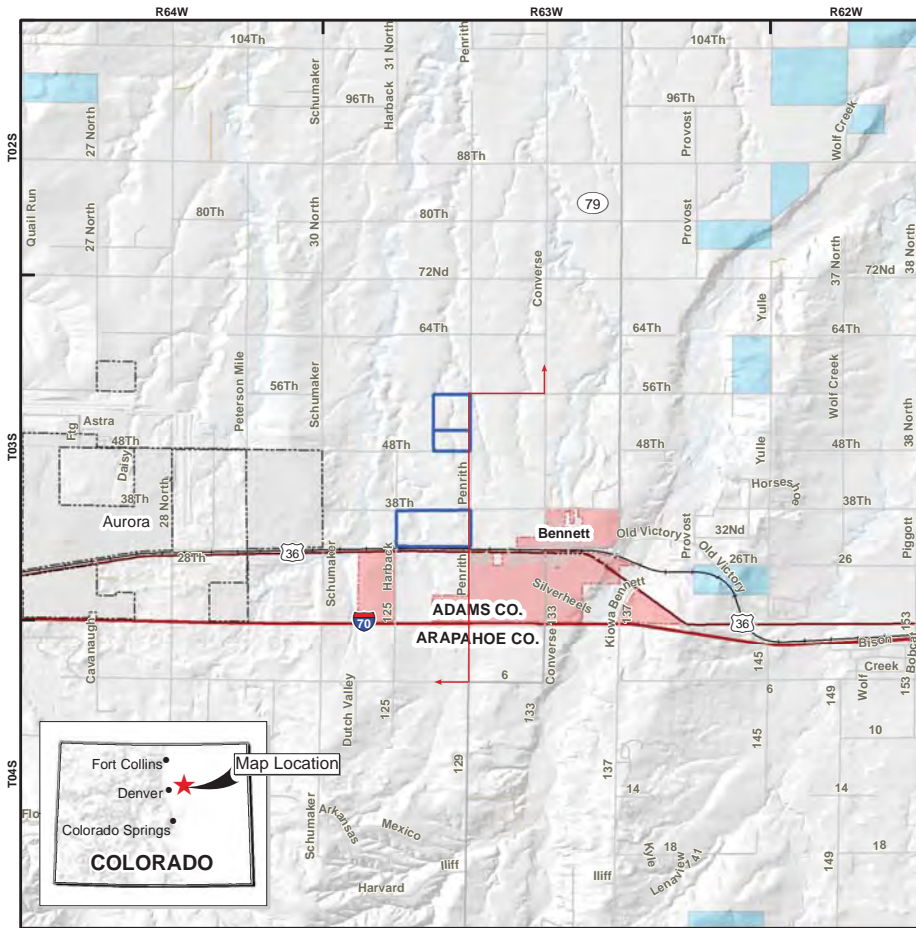 R64W R63W R62W
104Th 31 North Penrith 104Th
Schumaker Harback 96Th 96Th
27 North Provost Wolf Creek
T02S 88Th
Quail Run 27 North 80Th 30 North 80Th 79 Provost 37 North 38 North
72Nd Converse 72Nd
64Th 64Th Yulle 64Th
Peterson Mile Schumaker 56Th 56Th Wolf Creek
Astra
Ftg 48Th 48Th 48Th 48Th 38 North
T03S Daisy Penrith Yulle
38Th 28 North 38Th Horses hoe 38Th
Aurora Bennett Old Victory Provost 32Nd Piggott
28Th 36 Old Victory 26Th 26
Schumaker Harback Penrith Silverheels Kiowa Bennett
125 ADAMS CO. 133 137 36 153
70 ARAPAHOE CO. Bison
Cavanaugh Converse 145 Bobcat
Wolf Creek
Dutch Valley 125 6 133 6 149 153
145 10
T04S 129 137
14 14
Fort Collins
Map Location
Denver
Colorado Springs
COLORADO
Flo
Schumaker Arkansas Mexico
Iliff Iliff
Harvard
Kyle 18 141 18
Lenaview 149